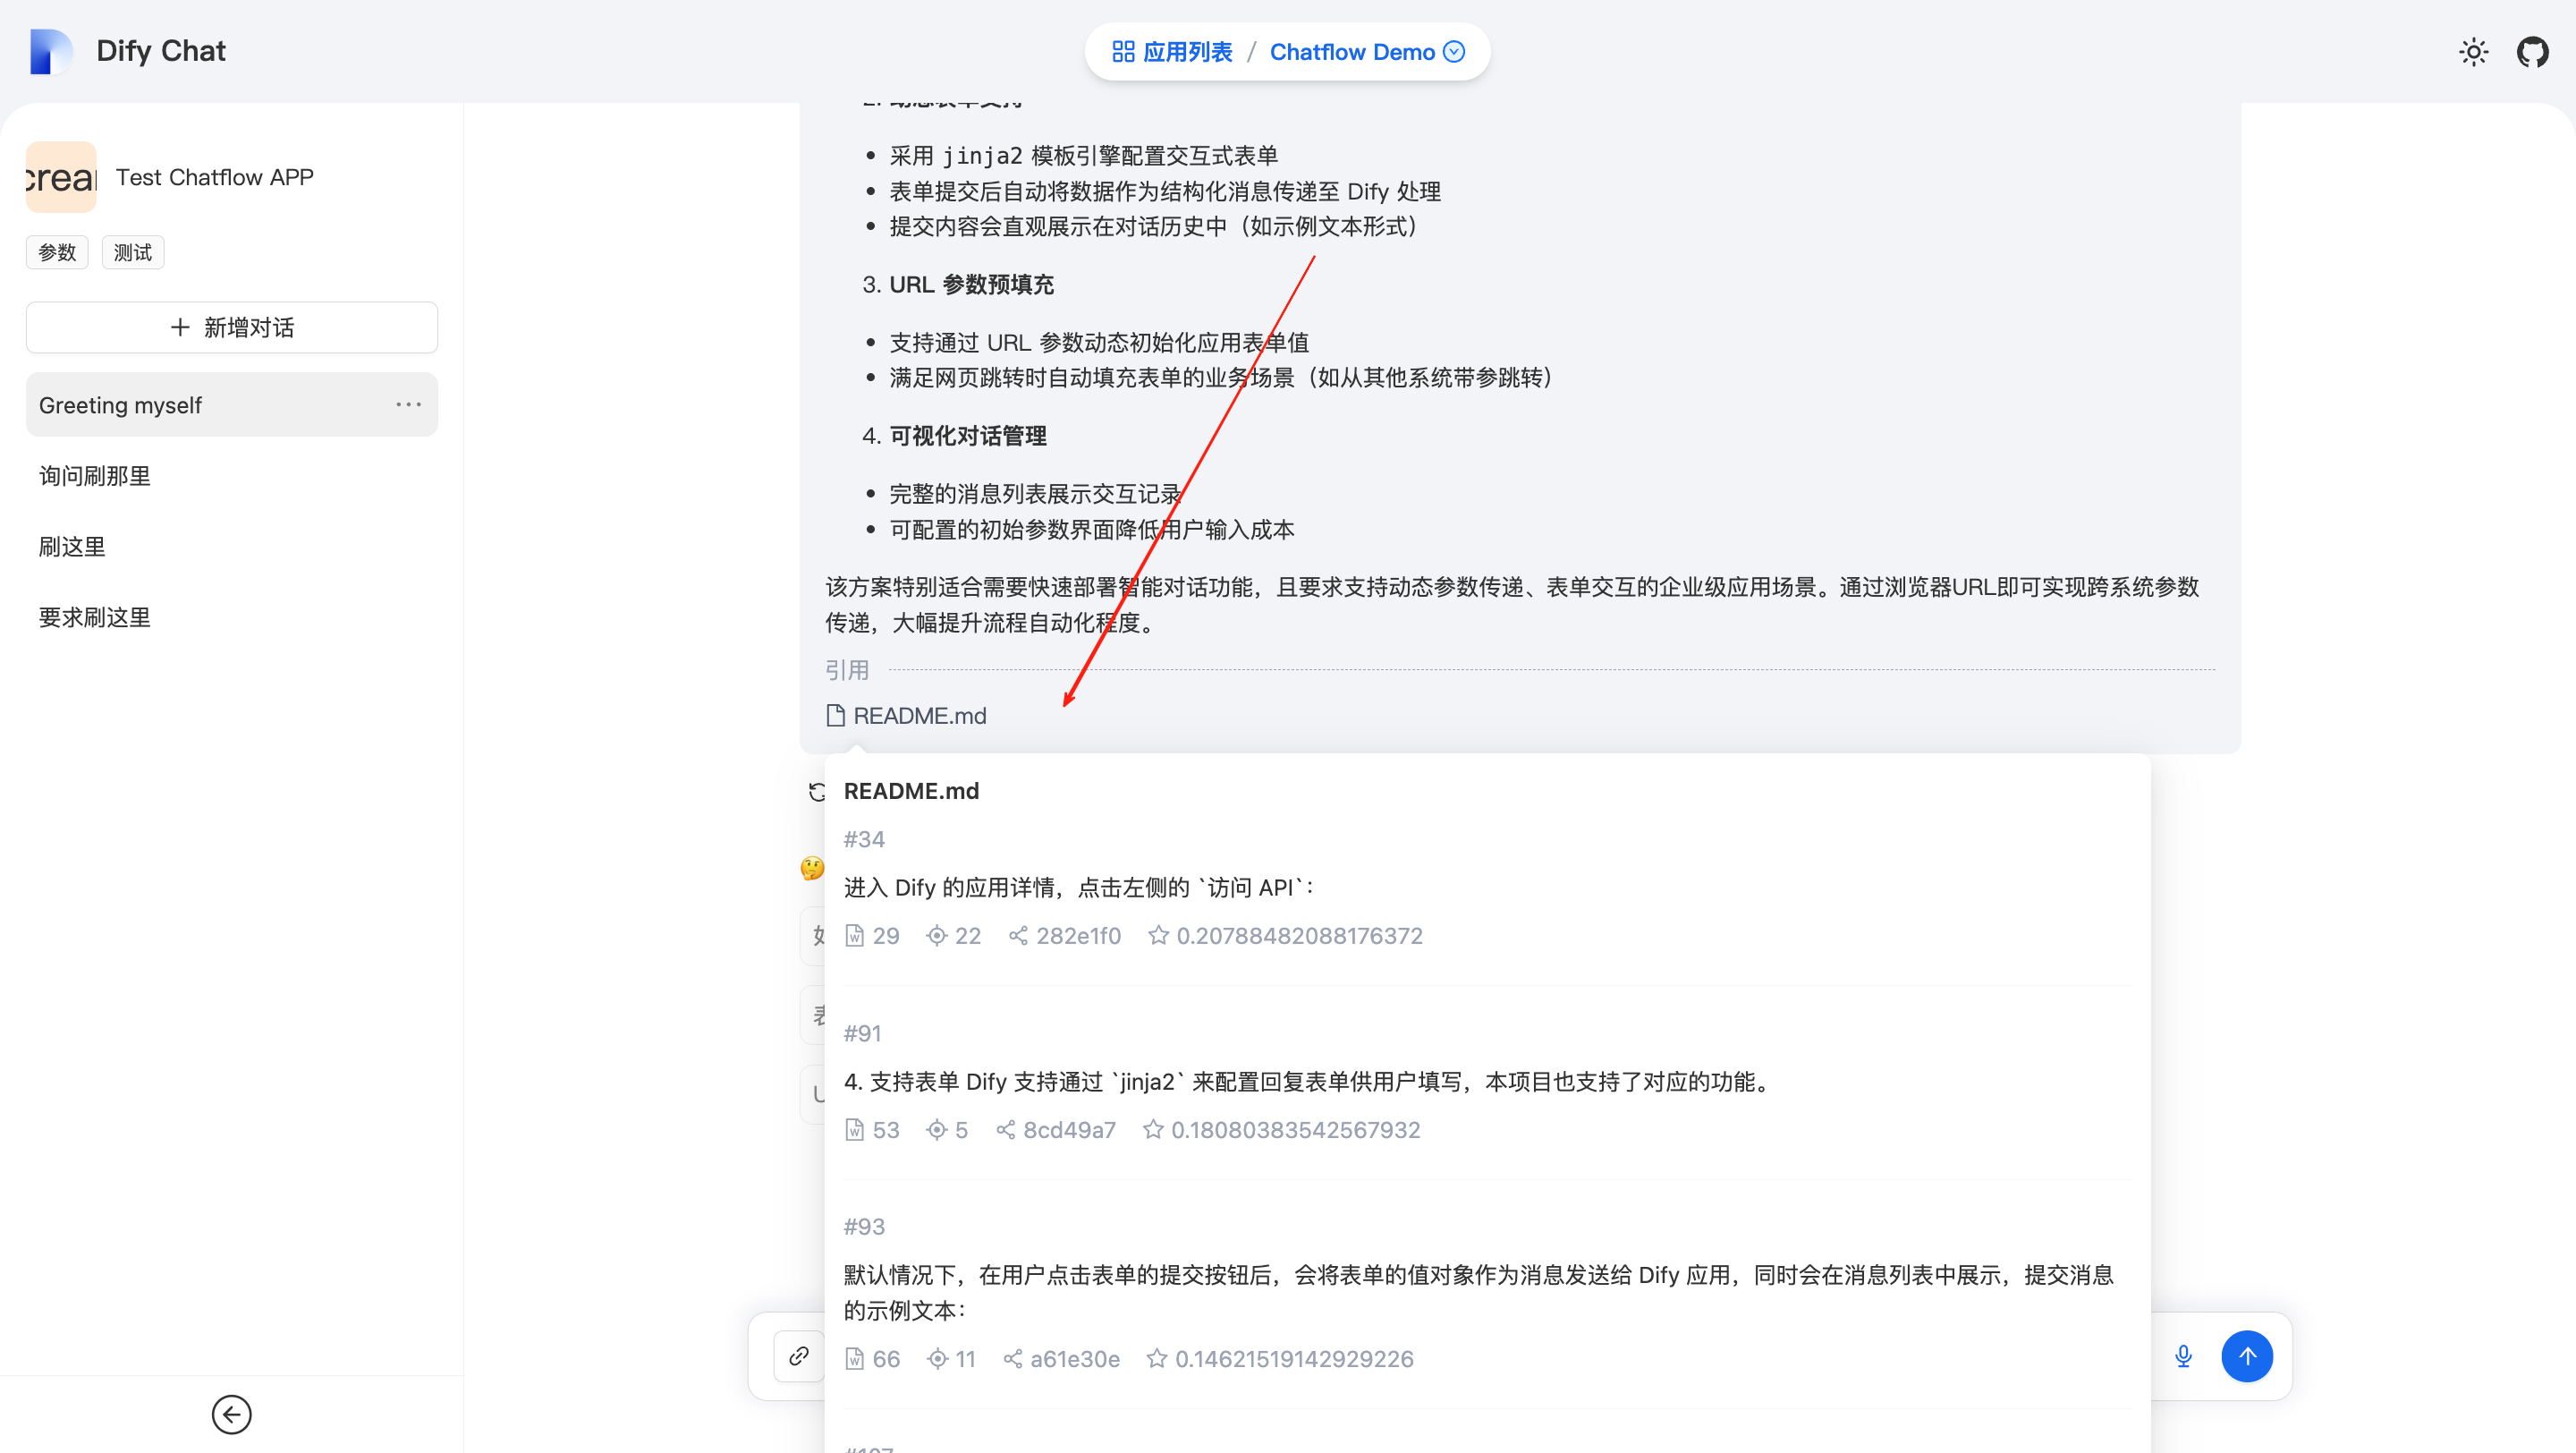 Dify Chat
应用列表 / Chatflow Demo
Test Chatflow APP
参数 测试
+ 新增对话
Greeting myself ···
询问刷那里
刷这里
要求刷这里
2. 动态表单支持
• 采用 jinja2 模板引擎配置交互式表单
• 表单提交后自动将数据作为结构化消息传递至 Dify 处理
• 提交内容会直观展示在对话历史中（如示例文本形式）
3. URL 参数预填充
• 支持通过 URL 参数动态初始化应用表单值
• 满足网页跳转时自动填充表单的业务场景（如从其他系统带参跳转）
4. 可视化对话管理
• 完整的消息列表展示交互记录
• 可配置的初始参数界面降低用户输入成本
该方案特别适合需要快速部署智能对话功能，且要求支持动态参数传递、表单交互的企业级应用场景。通过浏览器URL即可实现跨系统参数
传递，大幅提升流程自动化程度。
引用
README.md
README.md
#34
进入 Dify 的应用详情，点击左侧的 `访问 API`：
29 22 282e1f0 0.20788482088176372
#91
4. 支持表单 Dify 支持通过 `jinja2` 来配置回复表单供用户填写，本项目也支持了对应的功能。
53 5 8cd49a7 0.18080383542567932
#93
默认情况下，在用户点击表单的提交按钮后，会将表单的值对象作为消息发送给 Dify 应用，同时会在消息列表中展示，提交消息
的示例文本：
66 11 a61e30e 0.14621519142929226